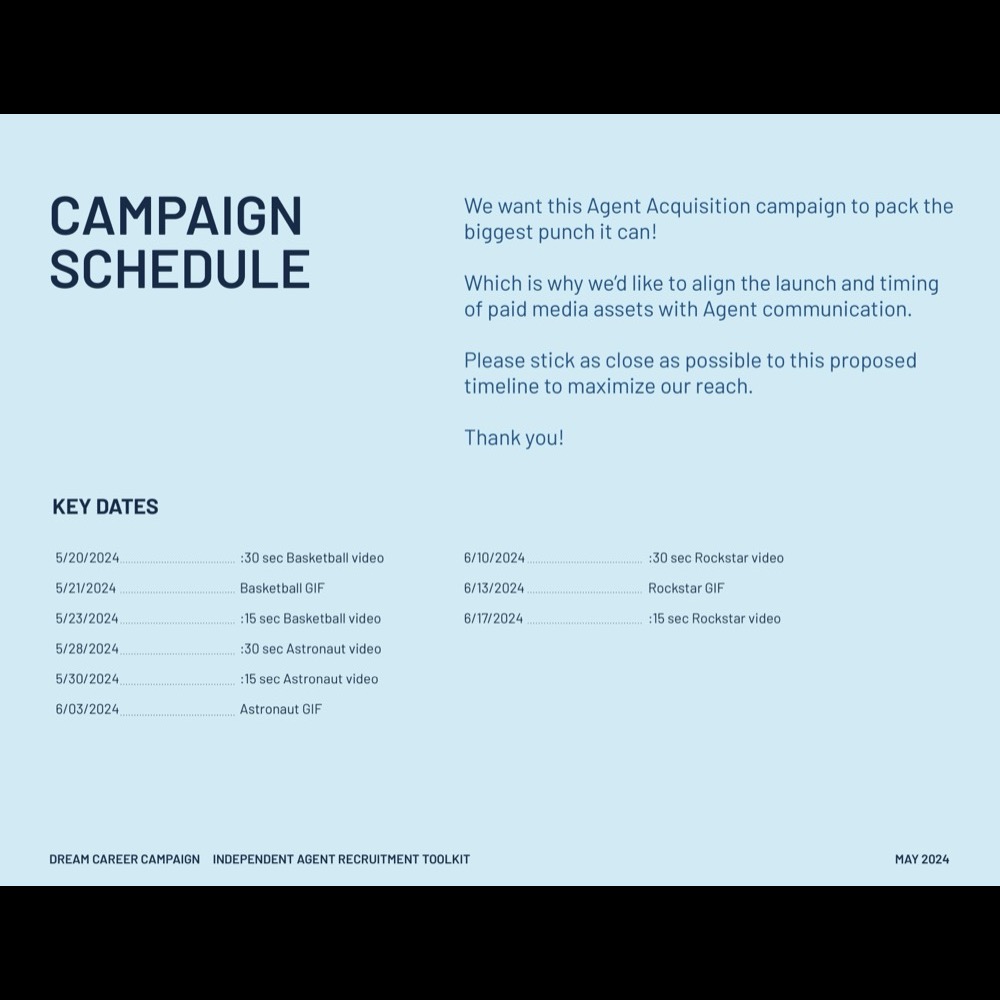 CAMPAIGN
SCHEDULE
We want this Agent Acquisition campaign to pack the
biggest punch it can!
Which is why we’d like to align the launch and timing
of paid media assets with Agent communication.
Please stick as close as possible to this proposed
timeline to maximize our reach.
Thank you!
KEY DATES
5/20/2024 :30 sec Basketball video
5/21/2024 Basketball GIF
5/23/2024 :15 sec Basketball video
5/28/2024 :30 sec Astronaut video
5/30/2024 :15 sec Astronaut video
6/03/2024 Astronaut GIF
6/10/2024 :30 sec Rockstar video
6/13/2024 Rockstar GIF
6/17/2024 :15 sec Rockstar video
DREAM CAREER CAMPAIGN INDEPENDENT AGENT RECRUITMENT TOOLKIT
MAY 2024